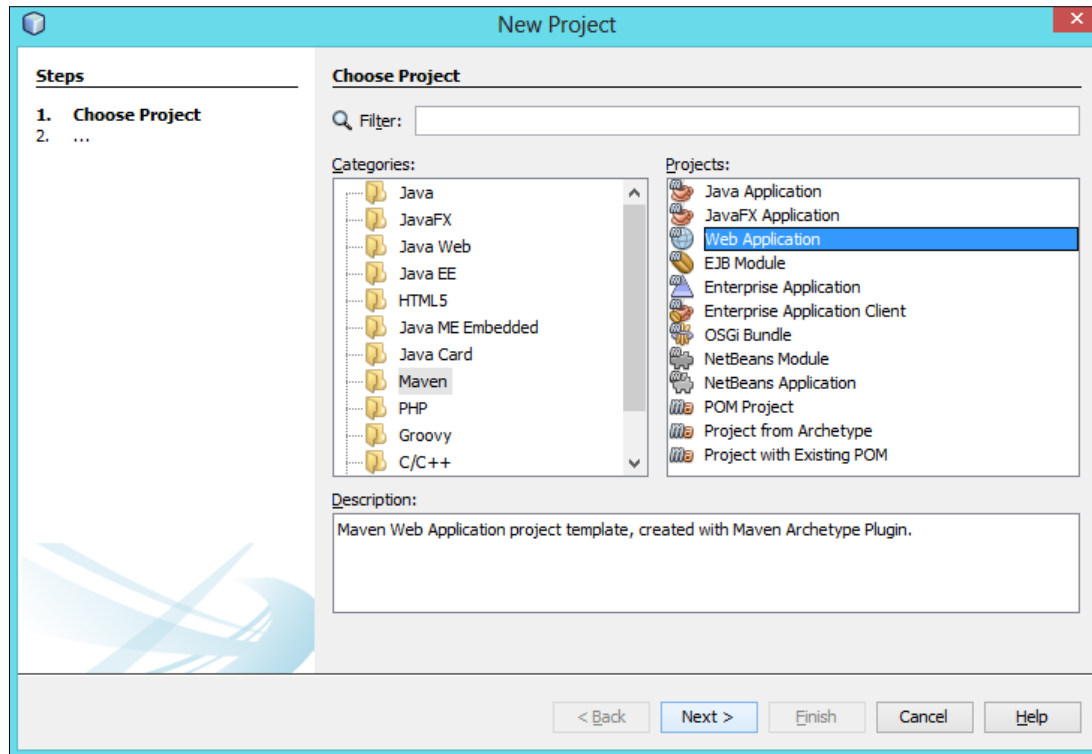 New Project
Steps
1. Choose Project
2. ...
Choose Project
Filter:
Categories:
Java
JavaFX
Java Web
Java EE
HTML5
Java ME Embedded
Java Card
Maven
PHP
Groovy
C/C++
Projects:
Java Application
JavaFX Application
Web Application
EJB Module
Enterprise Application
Enterprise Application Client
OSGi Bundle
NetBeans Module
NetBeans Application
POM Project
Project from Archetype
Project with Existing POM
Description:
Maven Web Application project template, created with Maven Archetype Plugin.
< Back Next > Finish Cancel Help